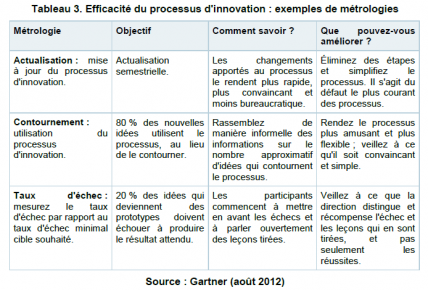 Tableau 3. Efficacité du processus d'innovation : exemples de métrologies
Métrologie
Objectif
Comment savoir ?
Que pouvez-vous
améliorer ?
Actualisation : mise
à jour du processus
d'innovation.
Actualisation
semestrielle.
Les changements
apportés au processus
le rendent plus rapide,
plus convaincant et
moins bureaucratique.
Éliminez des étapes
et simplifiez le
processus. Il s'agit du
défaut le plus courant
des processus.
Contournement :
utilisation du
processus
d'innovation.
80 % des nouvelles
idées utilisent le
processus, au lieu
de le contourner.
Rassemblez de
manière informelle des
informations sur le
nombre approximatif
d'idées qui contournent
le processus.
Rendez le processus
plus amusant et plus
flexible ; veillez à ce
qu'il soit convaincant
et simple.
Taux d'échec :
mesurez le taux
d'échec par rapport au
taux d'échec minimal
cible souhaité.
20 % des idées qui
deviennent des
prototypes doivent
échouer à produire
le résultat attendu.
Les participants
commencent à mettre
en avant les échecs et
à parler ouvertement
des leçons tirées.
Veillez à ce que la
direction distingue et
récompense l'échec et
les leçons qui en sont
tirées, et pas
seulement les
réussites.
Source : Gartner (août 2012)